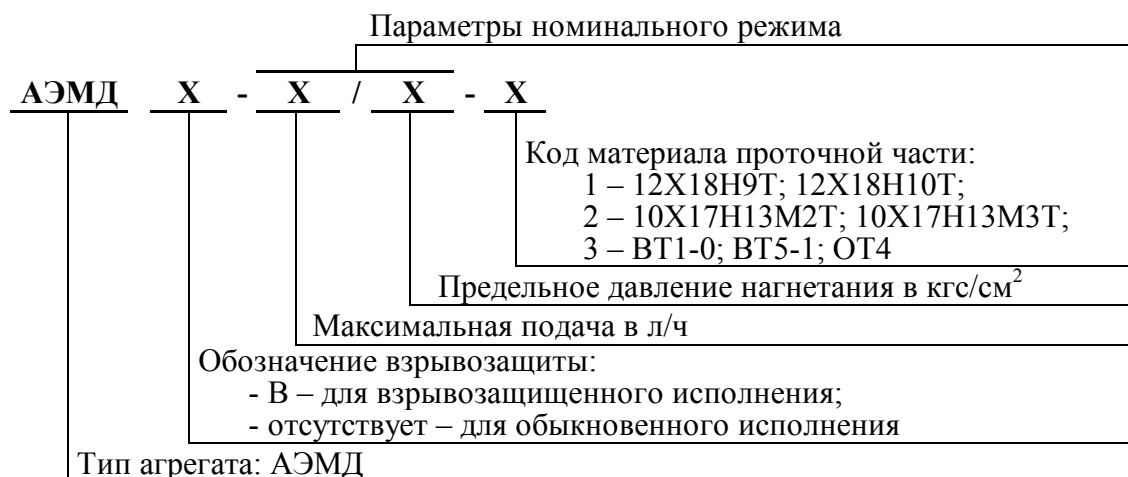 Параметры номинального режима
АЭМД Х - Х / Х - Х
Код материала проточной части:
1 – 12Х18Н9Т; 12Х18Н10Т;
2 – 10Х17Н13М2Т; 10Х17Н13М3Т;
3 – ВТ1-0; ВТ5-1; ОТ4
Предельное давление нагнетания в кгс/см²
Максимальная подача в л/ч
Обозначение взрывозащиты:
- В – для взрывозащищенного исполнения;
- отсутствует – для обыкновенного исполнения
Тип агрегата: АЭМД